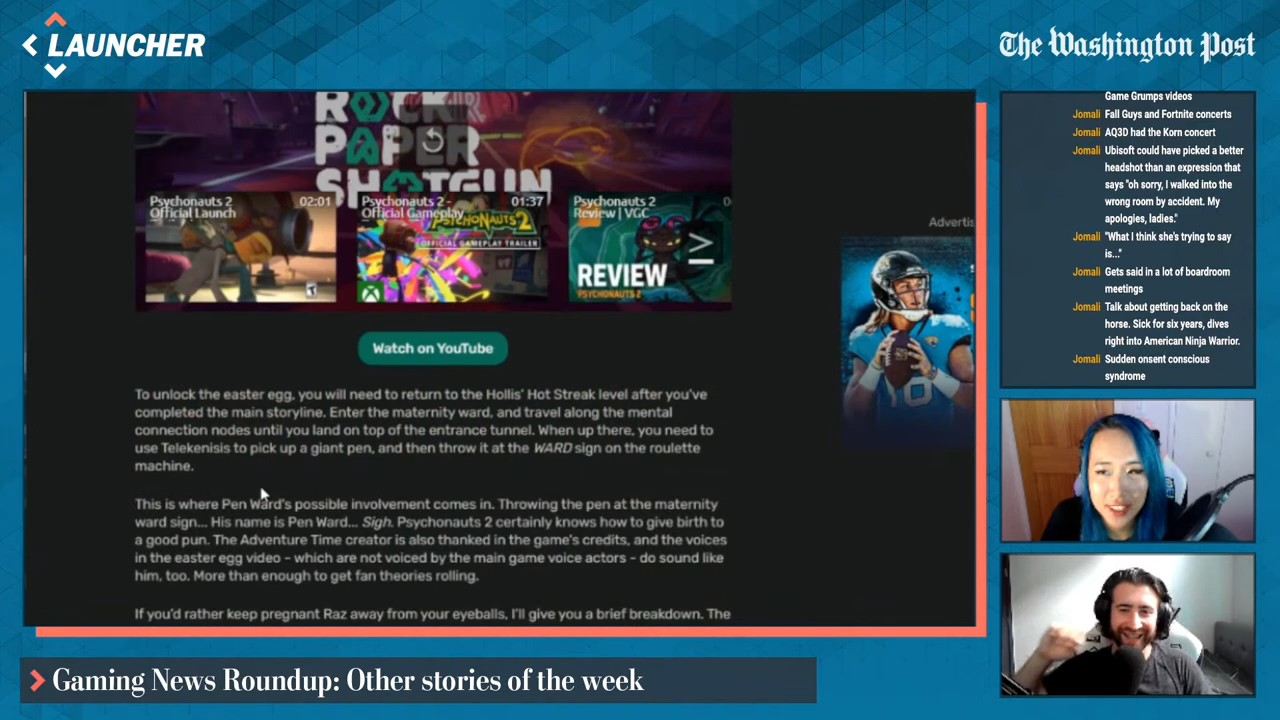 LAUNCHER
The Washington Post
ROCK
PAPER
SHOTGUN
Psychonauts 2
Official Launch
02:01
Psychonauts 2 -
Official Gameplay
01:37
PSYCHONAUTS 2
OFFICIAL GAMEPLAY TRAILER
Psychonauts 2
Review | VGC
0
REVIEW
PSYCHONAUTS 2
Watch on YouTube
Advertis
To unlock the easter egg, you will need to return to the Hollis' Hot Streak level after you've
completed the main storyline. Enter the maternity ward, and travel along the mental
connection nodes until you land on top of the entrance tunnel. When up there, you need to
use Telekenisis to pick up a giant pen, and then throw it at the WARD sign on the roulette
machine.
This is where Pen Ward's possible involvement comes in. Throwing the pen at the maternity
ward sign... His name is Pen Ward... Sigh. Psychonauts 2 certainly knows how to give birth to
a good pun. The Adventure Time creator is also thanked in the game's credits, and the voices
in the easter egg video - which are not voiced by the main game voice actors - do sound like
him, too. More than enough to get fan theories rolling.
If you'd rather keep pregnant Raz away from your eyeballs, I'll give you a brief breakdown. The
Game Grumps videos
Jomali Fall Guys and Fortnite concerts
Jomali AQ3D had the Korn concert
Jomali Ubisoft could have picked a better
headshot than an expression that
says "oh sorry, I walked into the
wrong room by accident. My
apologies, ladies."
Jomali "What I think she's trying to say
is..."
Jomali Gets said in a lot of boardroom
meetings
Jomali Talk about getting back on the
horse. Sick for six years, dives
right into American Ninja Warrior.
Jomali Sudden onsent conscious
syndrome
Gaming News Roundup: Other stories of the week